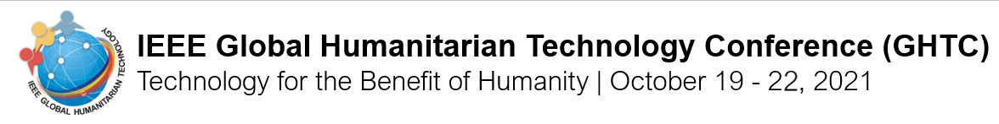 IEEE Global Humanitarian Technology Conference (GHTC)
Technology for the Benefit of Humanity | October 19 - 22, 2021
IEEE GLOBAL HUMANITARIAN TECHNOLOGY